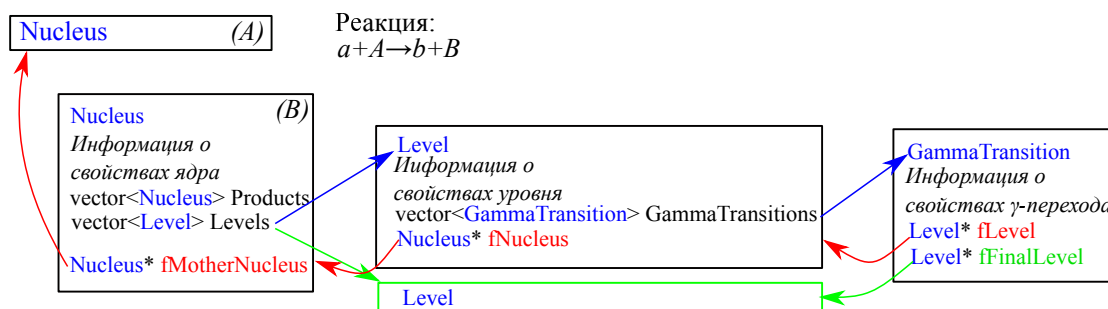 Nucleus (A)
Реакция:
a+A→b+B
Nucleus (B)
Информация о
свойствах ядра
vector<Nucleus> Products
vector<Level> Levels
Nucleus* fMotherNucleus
Level
Ииформация о
свойствах уровня
vector<GammaTransition> GammaTransitions
Nucleus* fNucleus
Level
GammaTransition
Информация о
свойствах γ-перехода
Level* fLevel
Level* fFinalLevel